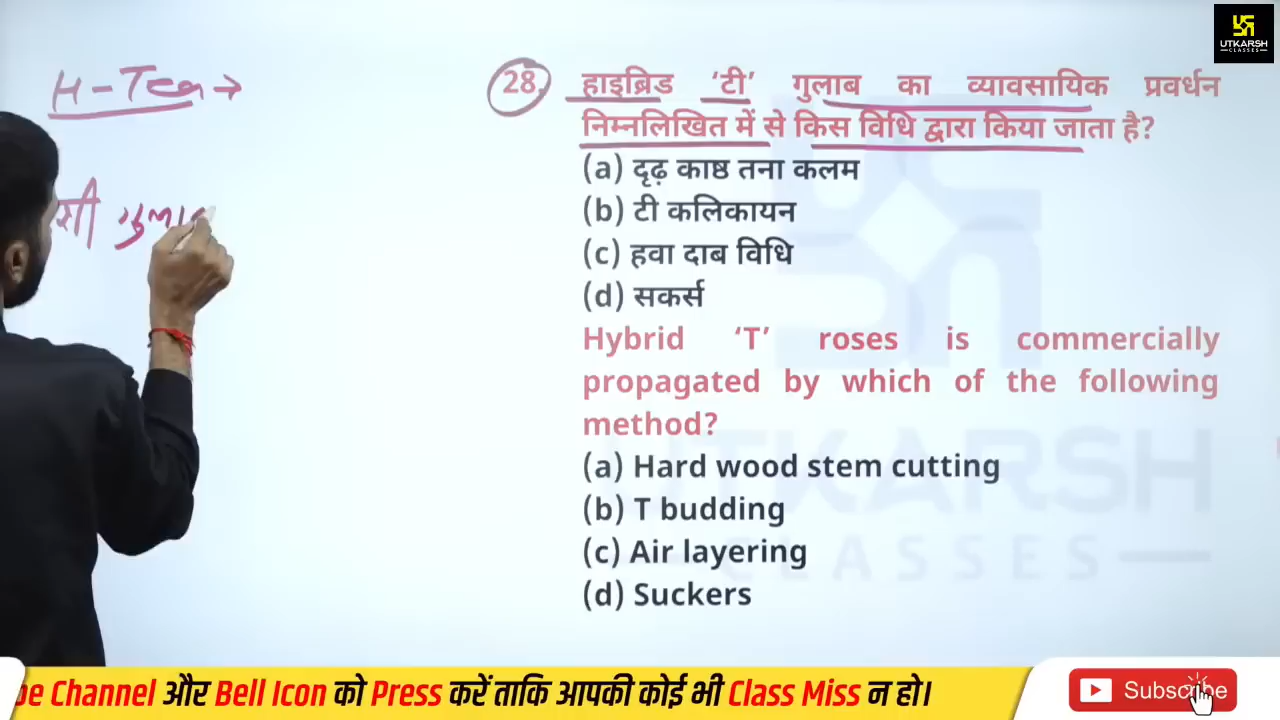 UTKARSH
CLASSES
H-Tea →
गुला
28. हाइब्रिड ‘टी’ गुलाब का व्यावसायिक प्रवर्धन
निम्नलिखित में से किस विधि द्वारा किया जाता है?
(a) दृढ़ काष्ठ तना कलम
(b) टी कलिकायन
(c) हवा दाब विधि
(d) सकर्स
Hybrid ‘T’ roses is commercially
propagated by which of the following
method?
(a) Hard wood stem cutting
(b) T budding
(c) Air layering
(d) Suckers
UTKARSH
CLASSES
Channel और Bell Icon को Press करें ताकि आपकी कोई भी Class Miss न हो।
Subscribe